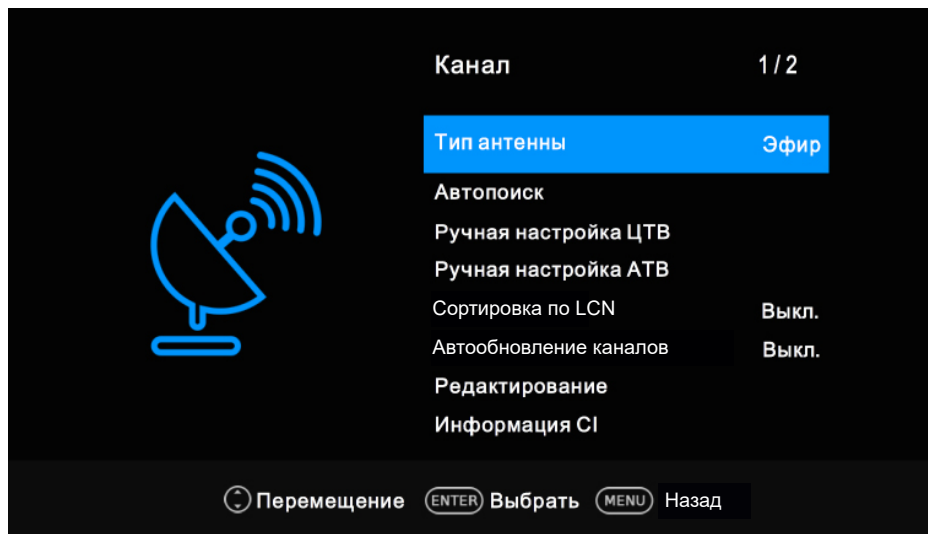 Канал 1 / 2
Тип антенны Эфир
Автопоиск
Ручная настройка ЦТВ
Ручная настройка АТВ
Сортировка по LCN Выкл.
Автообновление каналов Выкл.
Редактирование
Информация CI
Перемещение ENTER Выбрать MENU Назад